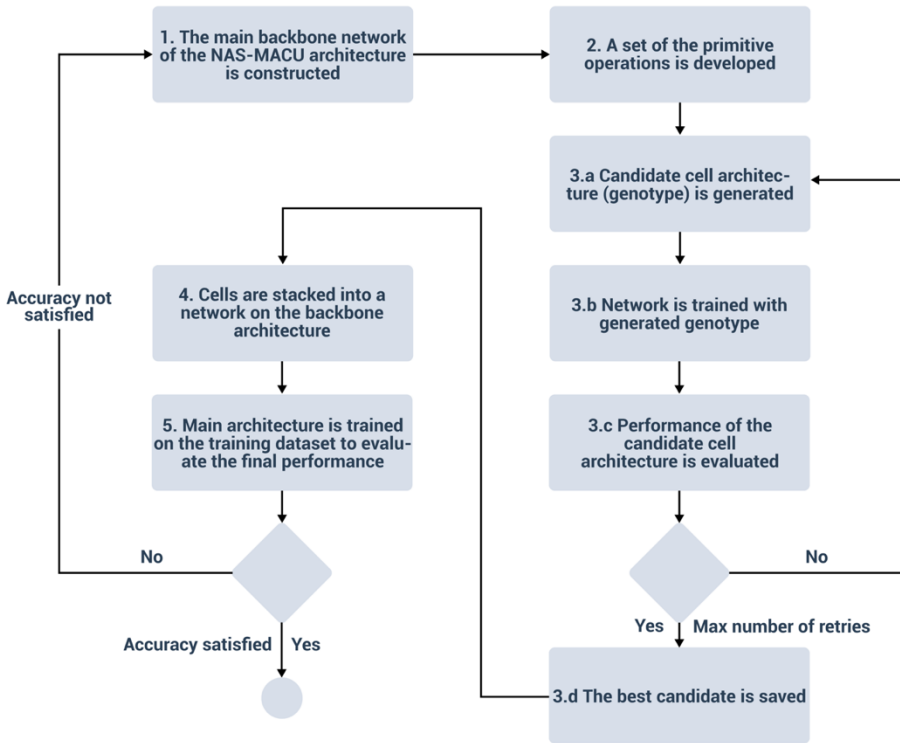 1. The main backbone network
of the NAS-MACU architecture
is constructed
2. A set of the primitive
operations is developed
3.a Candidate cell architec-
ture (genotype) is generated
3.b Network is trained with
generated genotype
3.c Performance of the
candidate cell
architecture is evaluated
No
Yes
Max number of retries
3.d The best candidate is saved
4. Cells are stacked into a
network on the backbone
architecture
5. Main architecture is trained
on the training dataset to evalu-
ate the final performance
No
Accuracy not
satisfied
Accuracy satisfied
Yes